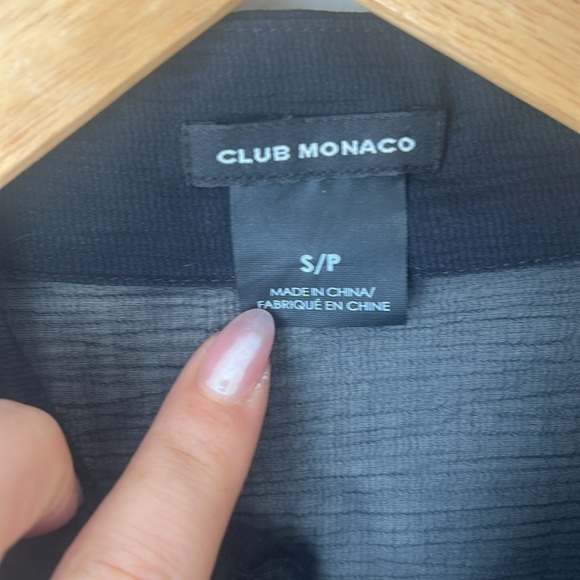 CLUB MONACO
S/P
MADE IN CHINA/
FABRIQUÉ EN CHINE